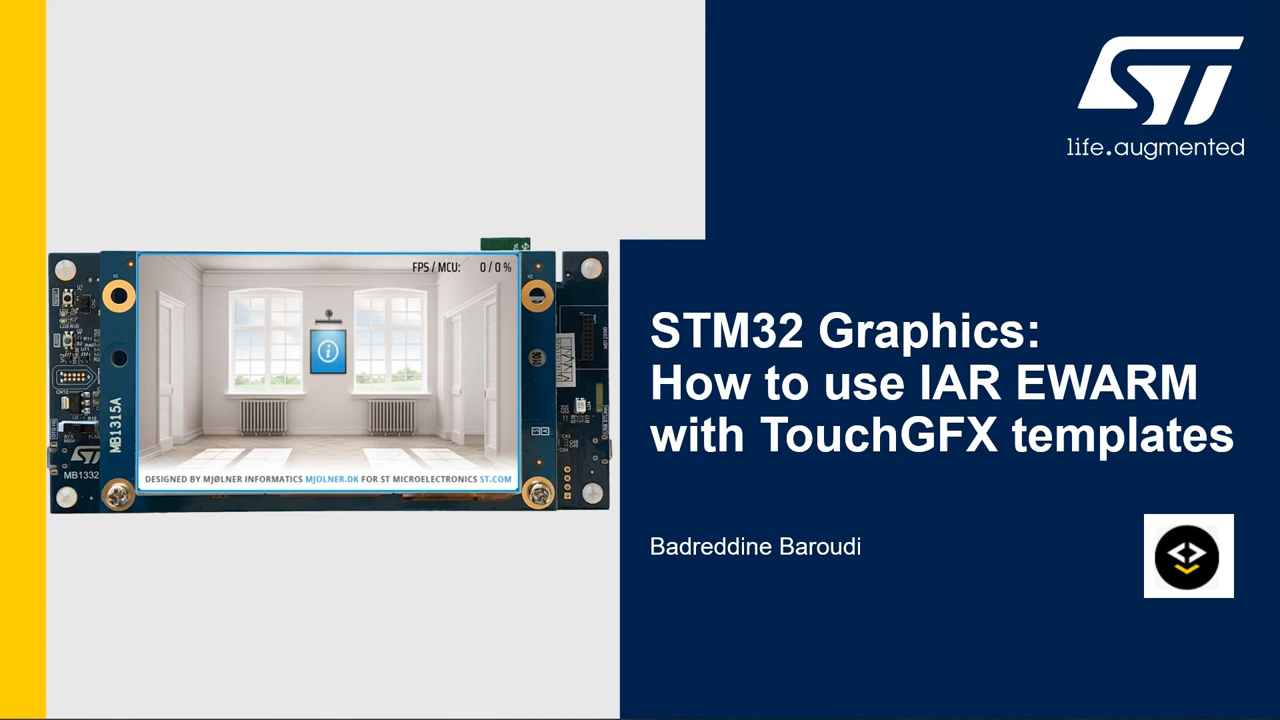 ST
life.augmented
FPS / MCU: 0 / 0 %
MB1315A
MB1332
DESIGNED BY MJØLNER INFORMATICS MJOLNER.DK FOR ST MICROELECTRONICS ST.COM
STM32 Graphics:
How to use IAR EWARM
with TouchGFX templates
Badreddine Baroudi